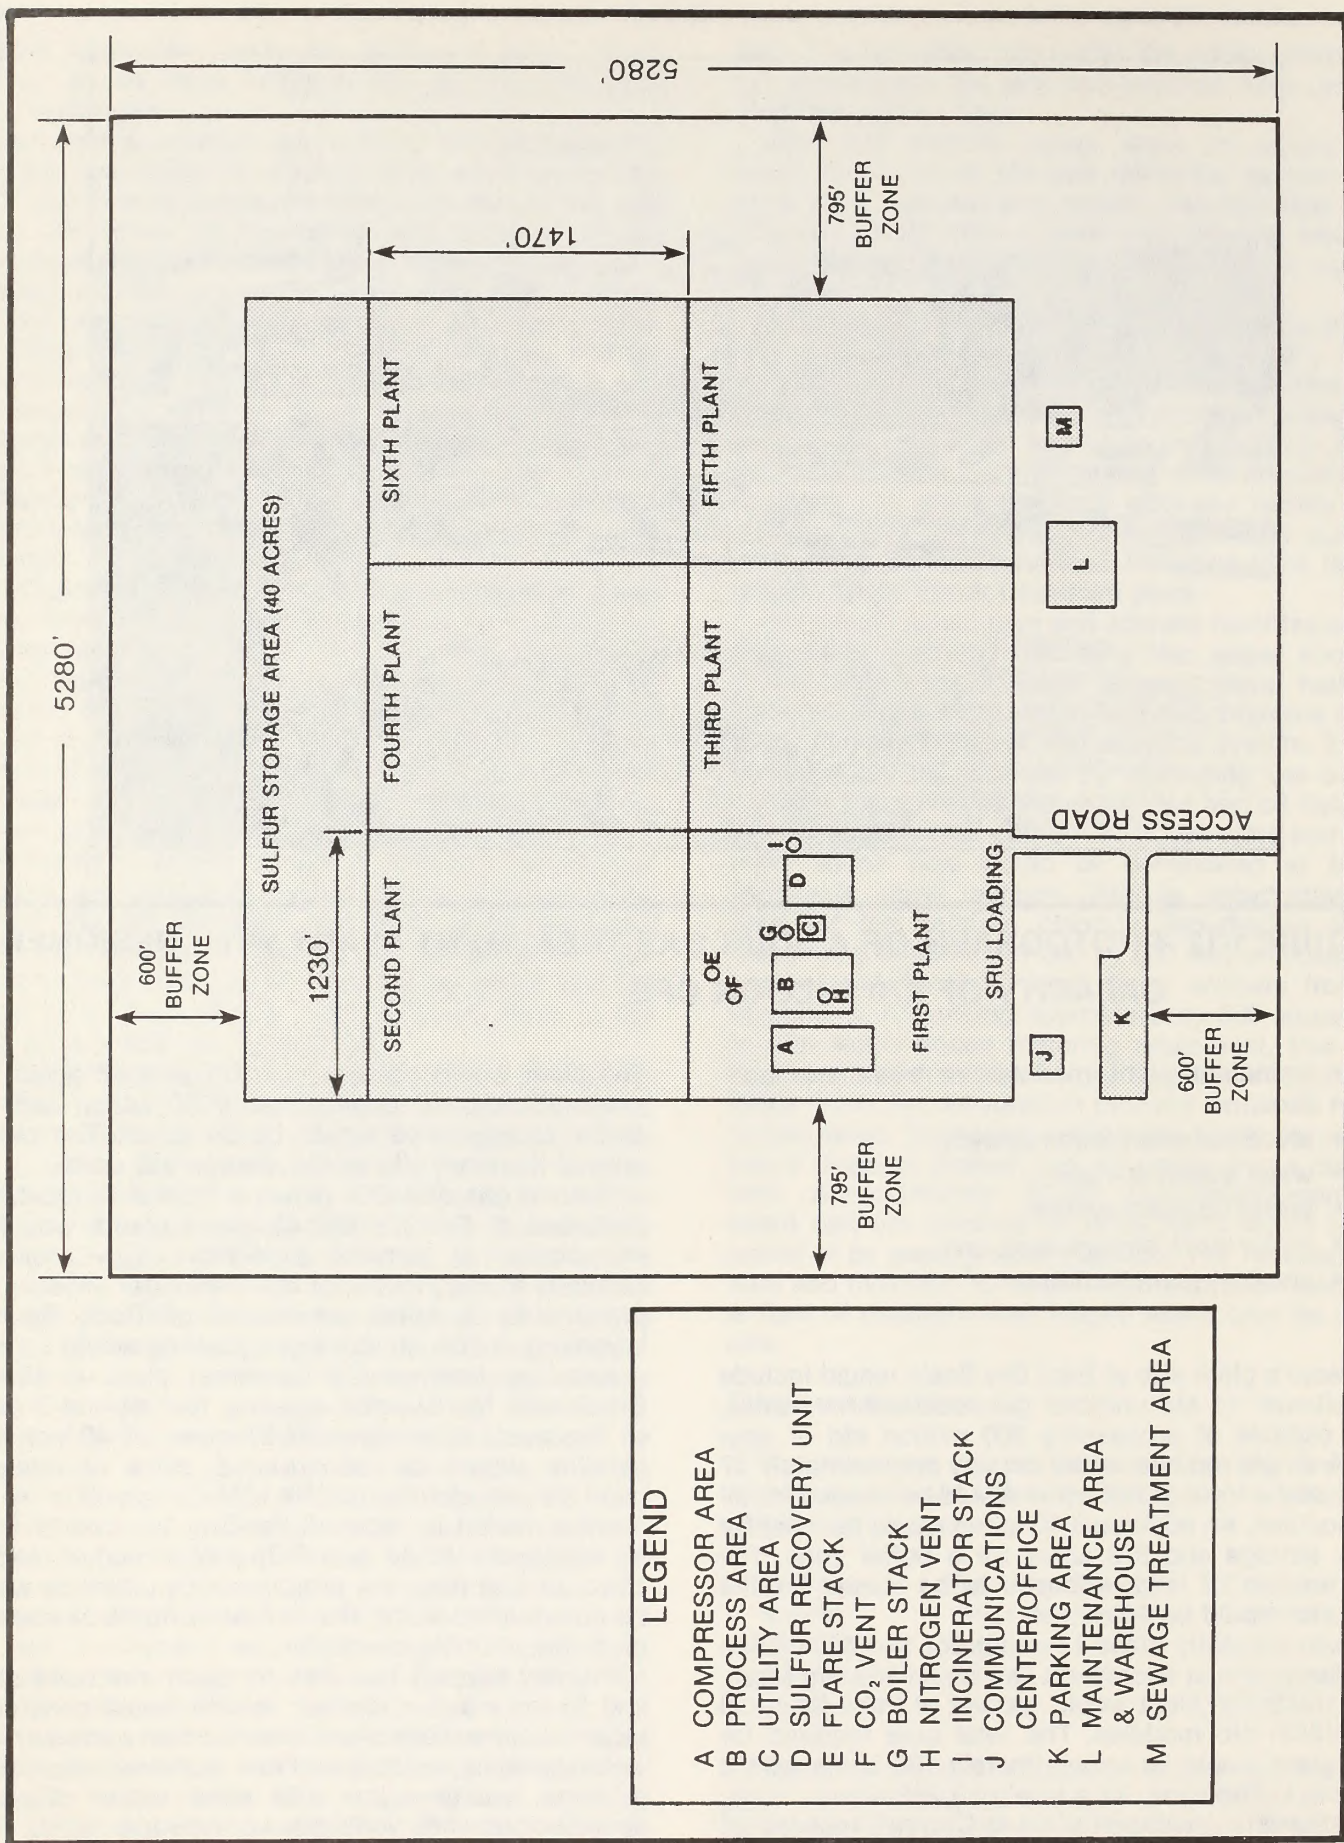 5280'
5280'
600'
BUFFER
ZONE
SULFUR STORAGE AREA (40 ACRES)
1230'
1470'
SECOND PLANT
FOURTH PLANT
SIXTH PLANT
795'
BUFFER
ZONE
795'
BUFFER
ZONE
OE
OF
G
O
I
O
A
B
O
H
C
D
FIRST PLANT
THIRD PLANT
FIFTH PLANT
SRU LOADING
ACCESS ROAD
J
K
L
M
600'
BUFFER
ZONE
LEGEND
A COMPRESSOR AREA
B PROCESS AREA
C UTILITY AREA
D SULFUR RECOVERY UNIT
E FLARE STACK
F CO₂ VENT
G BOILER STACK
H NITROGEN VENT
I INCINERATOR STACK
J COMMUNICATIONS
CENTER/OFFICE
K PARKING AREA
L MAINTENANCE AREA
& WAREHOUSE
M SEWAGE TREATMENT AREA